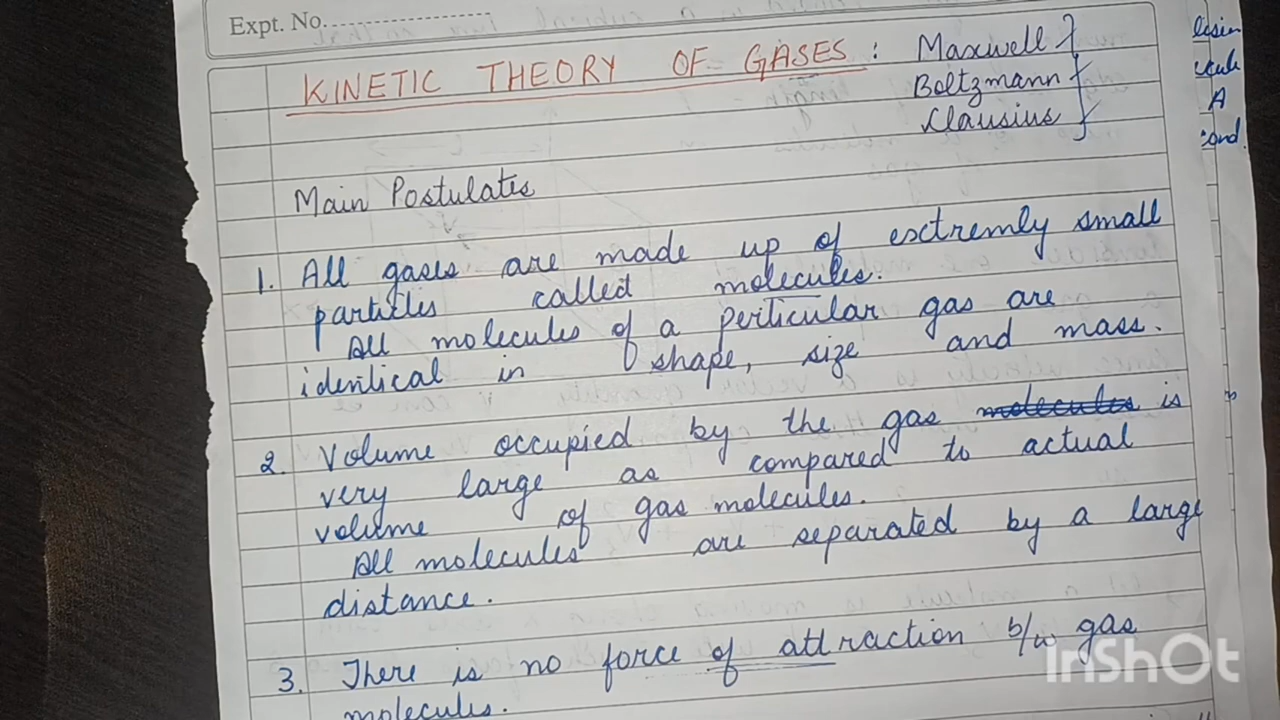 Expt. No.
KINETIC THEORY OF GASES : Maxwell
Boltzmann
Clausius
Main Postulates
1. All gases are made up of esctremly small
particles called molecules.
All molecules of a perticular gas are
identical in shape, size and mass.
2. Volume occupied by the gas molecules is
very large as compared to actual
volume of gas molecules.
All molecules are separated by a large
distance.
3. There is no force of attraction b/w gas
molecules.
A
cond.
InShOt